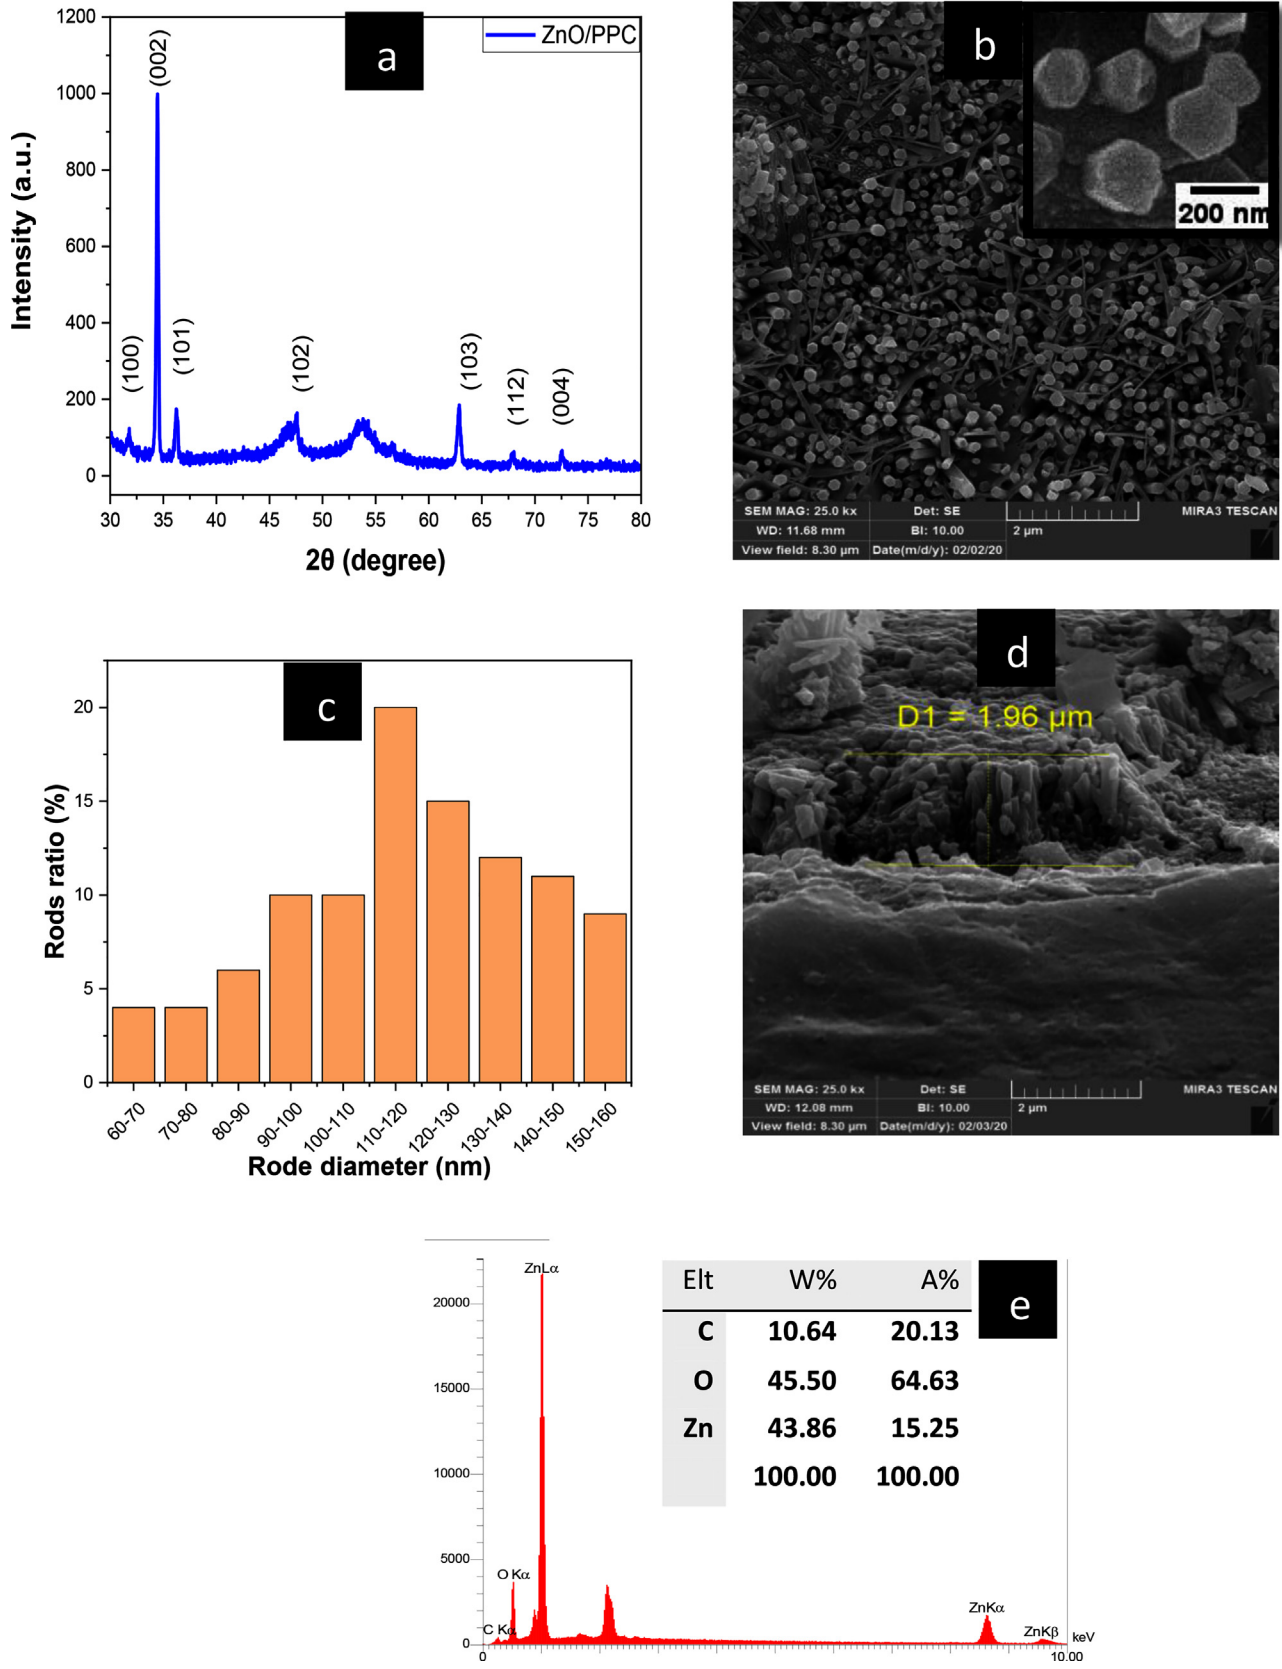 a
ZnO/PPC
1200
1000
800
600
400
200
0
Intensity (a.u.)
(100)
(002)
(101)
(102)
(103)
(112)
(004)
30 35 40 45 50 55 60 65 70 75 80
2θ (degree)
b
200 nm
SEM MAG: 25.0 kx Det: SE MIRA3 TESCAN
WD: 11.68 mm BI: 10.00 2 µm
View field: 8.30 µm Date(m/d/y): 02/02/20
c
20
15
10
5
0
Rods ratio (%)
60-70 70-80 80-90 90-100 100-110 110-120 120-130 130-140 140-150 150-160
Rode diameter (nm)
d
D1 = 1.96 µm
SEM MAG: 25.0 kx Det: SE MIRA3 TESCAN
WD: 12.08 mm BI: 10.00 2 µm
View field: 8.30 µm Date(m/d/y): 02/03/20
e
Elt W% A%
C 10.64 20.13
O 45.50 64.63
Zn 43.86 15.25
100.00 100.00
20000
15000
10000
5000
0
C Kα
O Kα
ZnLα
ZnKα
ZnKβ
keV
0 10.00